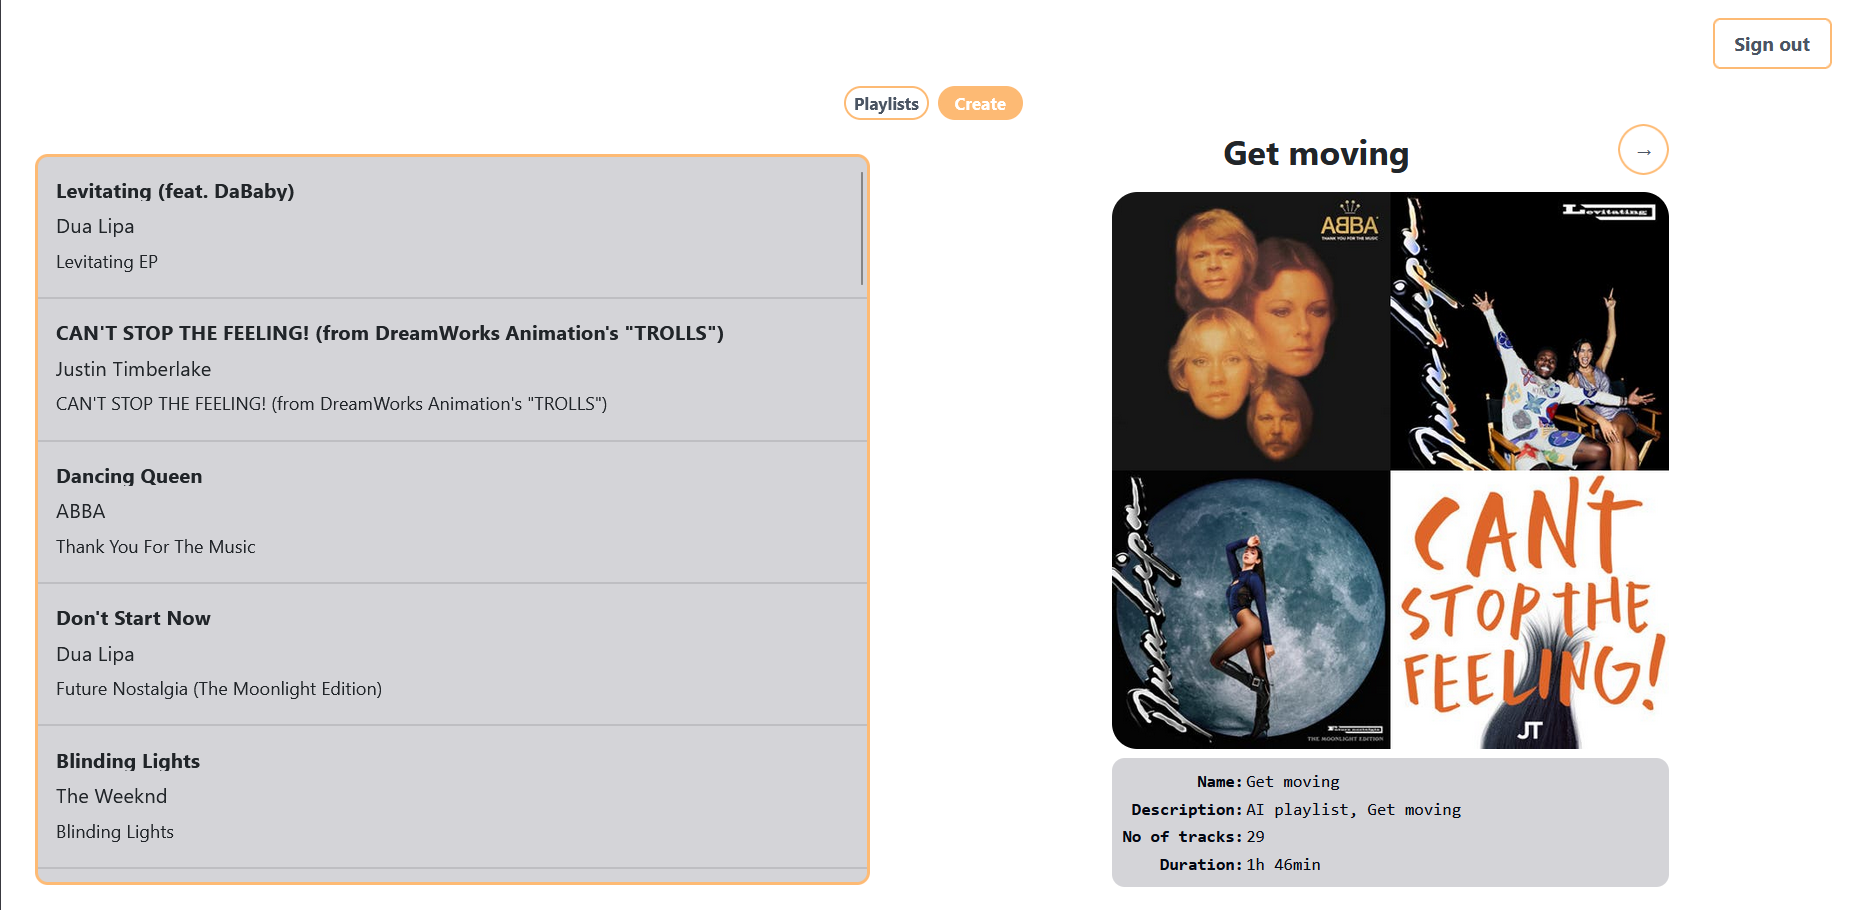 Sign out
Playlists
Create
Levitating (feat. DaBaby)
Dua Lipa
Levitating EP
CAN'T STOP THE FEELING! (from DreamWorks Animation's "TROLLS")
Justin Timberlake
CAN'T STOP THE FEELING! (from DreamWorks Animation's "TROLLS")
Dancing Queen
ABBA
Thank You For The Music
Don't Start Now
Dua Lipa
Future Nostalgia (The Moonlight Edition)
Blinding Lights
The Weeknd
Blinding Lights
Get moving
→
ABBA
THANK YOU FOR THE MUSIC
Levitating
Dua Lipa
Dua Lipa
Future Nostalgia
THE MOONLIGHT EDITION
CAN'T
STOP THE
FEELING!
JT
Name: Get moving
Description: AI playlist, Get moving
No of tracks: 29
Duration: 1h 46min